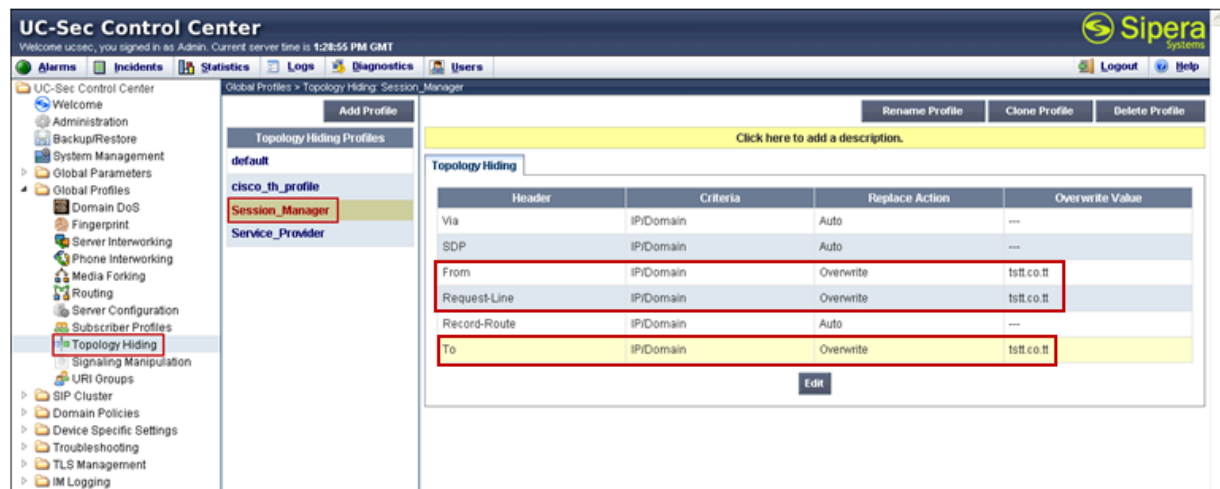 UC-Sec Control Center
Welcome ucsec, you signed in as Admin. Current server time is 1:28:55 PM GMT
Sipera
Systems
Alarms Incidents Statistics Logs Diagnostics Users Logout Help
UC-Sec Control Center
Welcome
Administration
Backup/Restore
System Management
Global Parameters
Global Profiles
Domain DoS
Fingerprint
Server Interworking
Phone Interworking
Media Forking
Routing
Server Configuration
Subscriber Profiles
Topology Hiding
Signaling Manipulation
URI Groups
SIP Cluster
Domain Policies
Device Specific Settings
Troubleshooting
TLS Management
IM Logging
Global Profiles > Topology Hiding: Session_Manager
Add Profile
Topology Hiding Profiles
default
cisco_th_profile
Session_Manager
Service_Provider
Rename Profile Clone Profile Delete Profile
Click here to add a description.
Topology Hiding
Header Criteria Replace Action Overwrite Value
Via IP/Domain Auto ---
SDP IP/Domain Auto ---
From IP/Domain Overwrite tstt.co.tt
Request-Line IP/Domain Overwrite tstt.co.tt
Record-Route IP/Domain Auto ---
To IP/Domain Overwrite tstt.co.tt
Edit